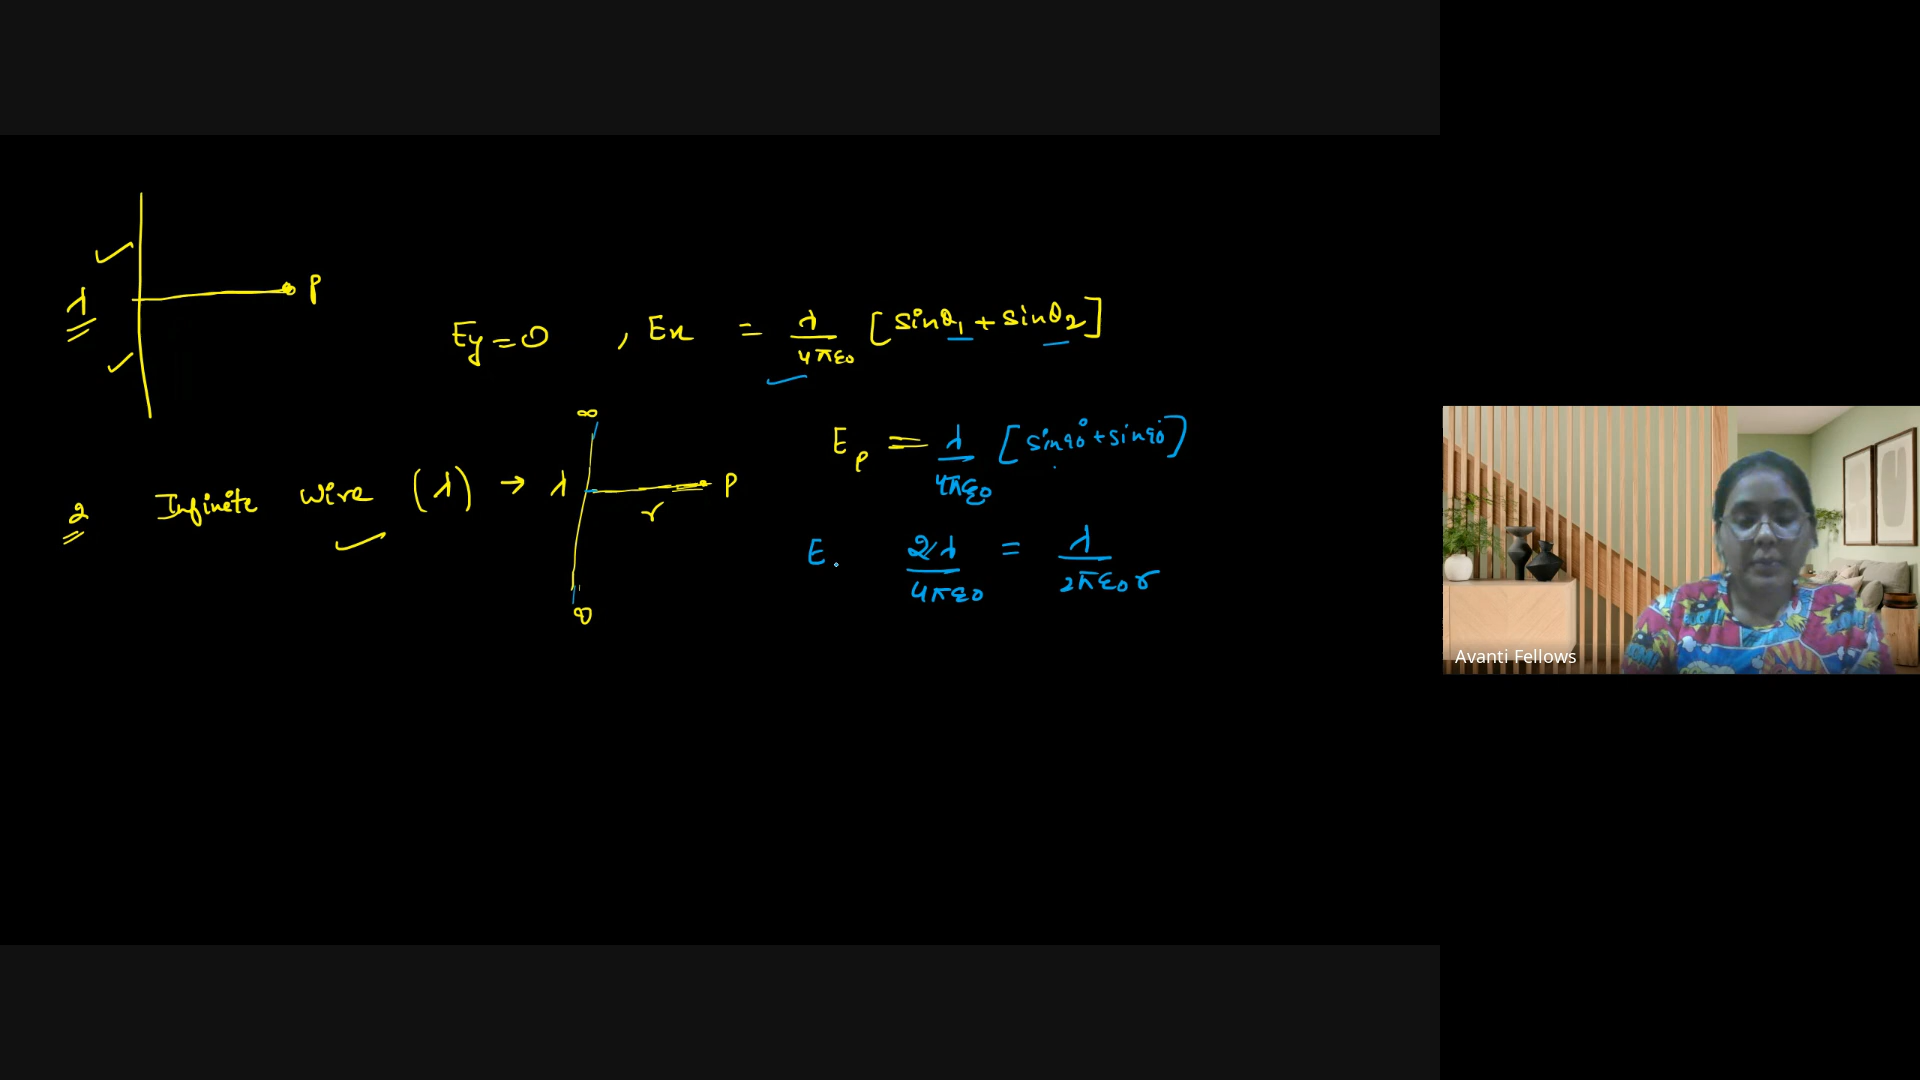 λ P
Ey = 0 , Ex = λ/4πε0 [sinθ1 + sinθ2]
2 Infinite wire (λ) → λ ∞ r P ∞
Ep = λ/4πε0 [sin90° + sin90°]
E. 2λ/4πε0 = λ/2πε0r
Avanti Fellows